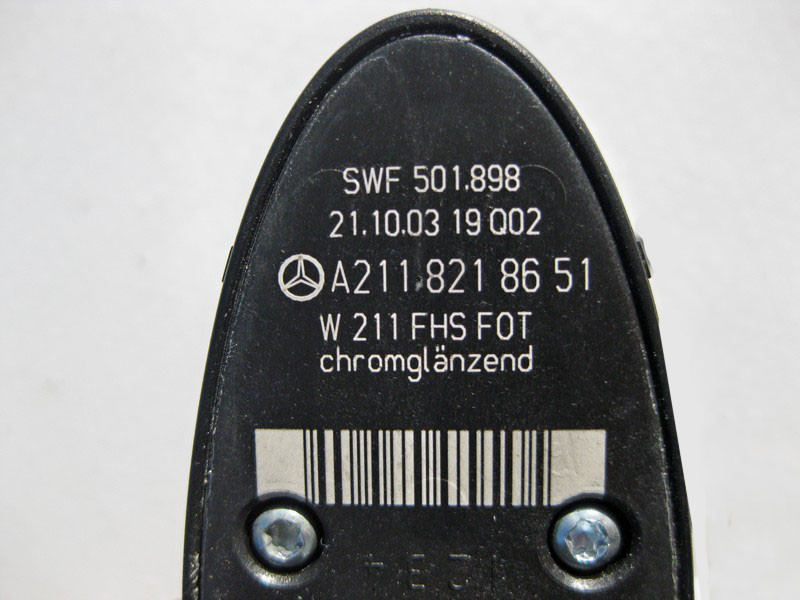 SWF 501.898
21.10.03 19 Q02
A211 821 86 51
W 211 FHS FOT
chromglänzend